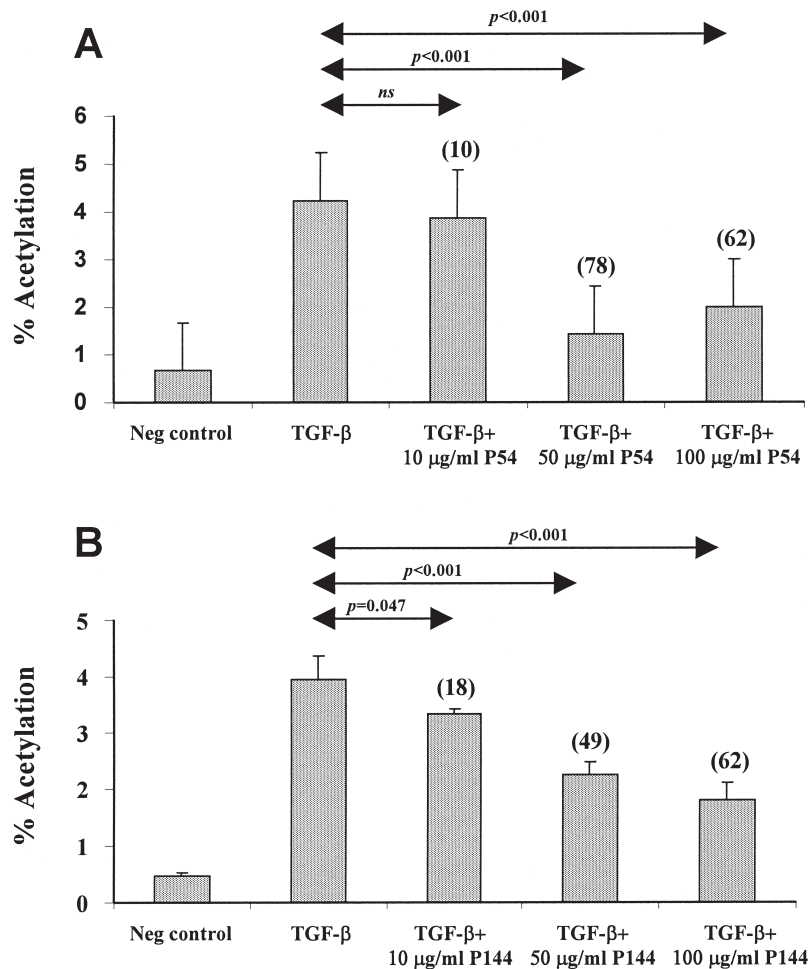 A
p<0.001
p<0.001
ns
6
5
4
3
2
1
0
% Acetylation
(10)
(78)
(62)
Neg control
TGF-β
TGF-β+
10 μg/ml P54
TGF-β+
50 μg/ml P54
TGF-β+
100 μg/ml P54
B
p<0.001
p<0.001
p=0.047
5
4
3
2
1
0
% Acetylation
(18)
(49)
(62)
Neg control
TGF-β
TGF-β+
10 μg/ml P144
TGF-β+
50 μg/ml P144
TGF-β+
100 μg/ml P144